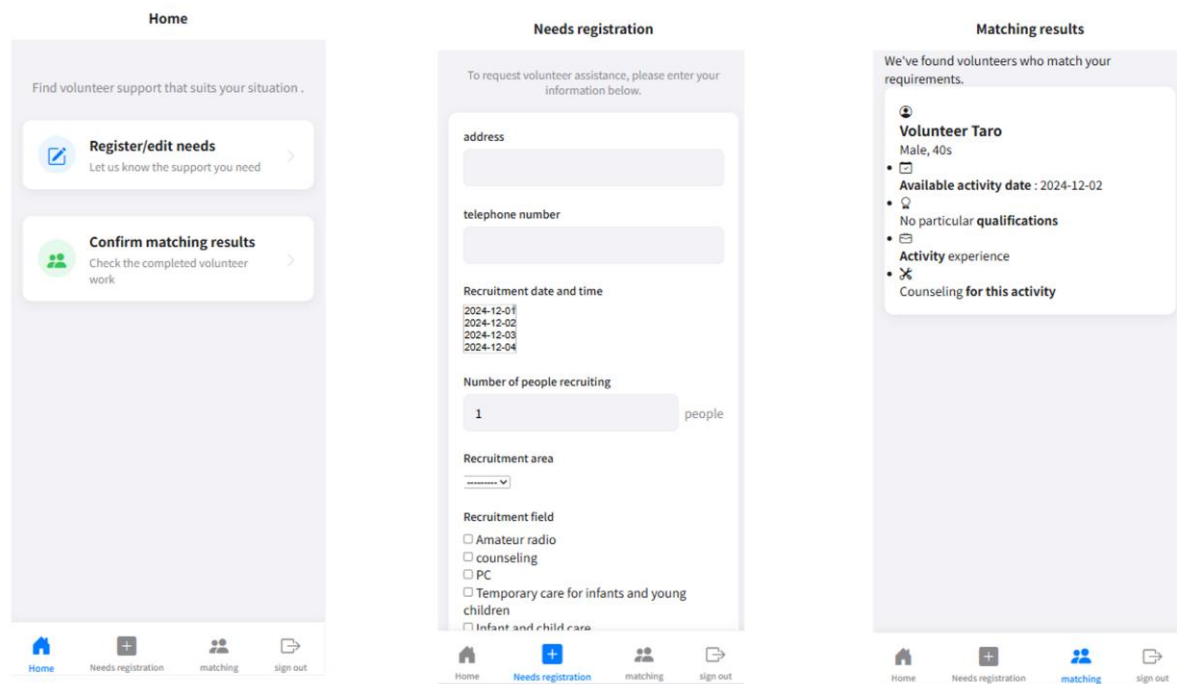 Home
Find volunteer support that suits your situation .
Register/edit needs
Let us know the support you need
Confirm matching results
Check the completed volunteer
work
Home
Needs registration
matching
sign out
Needs registration
To request volunteer assistance, please enter your
information below.
address
telephone number
Recruitment date and time
2024-12-01
2024-12-02
2024-12-03
2024-12-04
Number of people recruiting
1 people
Recruitment area
---------
Recruitment field
Amateur radio
counseling
PC
Temporary care for infants and young
children
Infant and child care
Home
Needs registration
matching
sign out
Matching results
We've found volunteers who match your
requirements.
Volunteer Taro
Male, 40s
Available activity date : 2024-12-02
No particular qualifications
Activity experience
Counseling for this activity
Home
Needs registration
matching
sign out